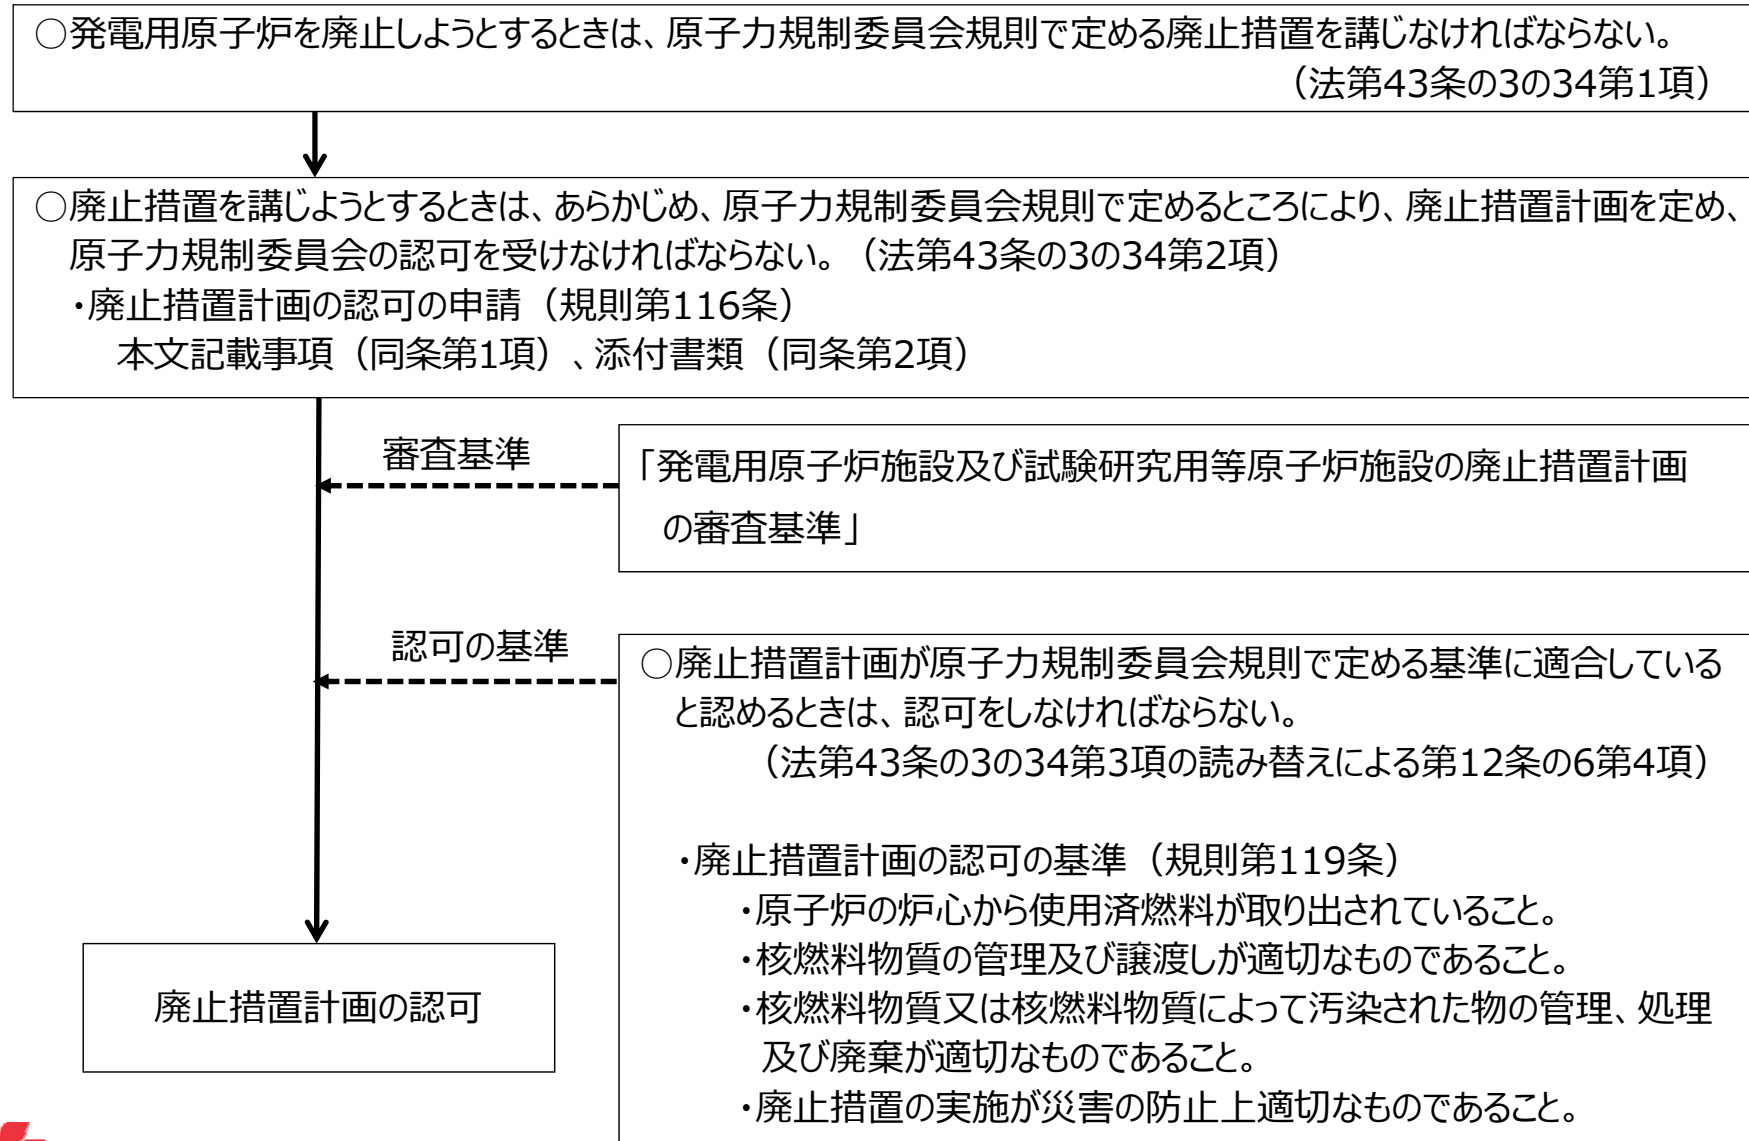 ○発電用原子炉を廃止しようとするときは、原子力規制委員会規則で定める廃止措置を講じなければならない。
（法第43条の3の34第1項）
○廃止措置を講じようとするときは、あらかじめ、原子力規制委員会規則で定めるところにより、廃止措置計画を定め、
原子力規制委員会の認可を受けなければならない。（法第43条の3の34第2項）
・廃止措置計画の認可の申請（規則第116条）
本文記載事項（同条第1項）、添付書類（同条第2項）
審査基準
「発電用原子炉施設及び試験研究用等原子炉施設の廃止措置計画
の審査基準」
認可の基準
○廃止措置計画が原子力規制委員会規則で定める基準に適合している
と認めるときは、認可をしなければならない。
（法第43条の3の34第3項の読み替えによる第12条の6第4項）
・廃止措置計画の認可の基準（規則第119条）
・原子炉の炉心から使用済燃料が取り出されていること。
・核燃料物質の管理及び譲渡しが適切なものであること。
・核燃料物質又は核燃料物質によって汚染された物の管理、処理
及び廃棄が適切なものであること。
・廃止措置の実施が災害の防止上適切なものであること。
廃止措置計画の認可